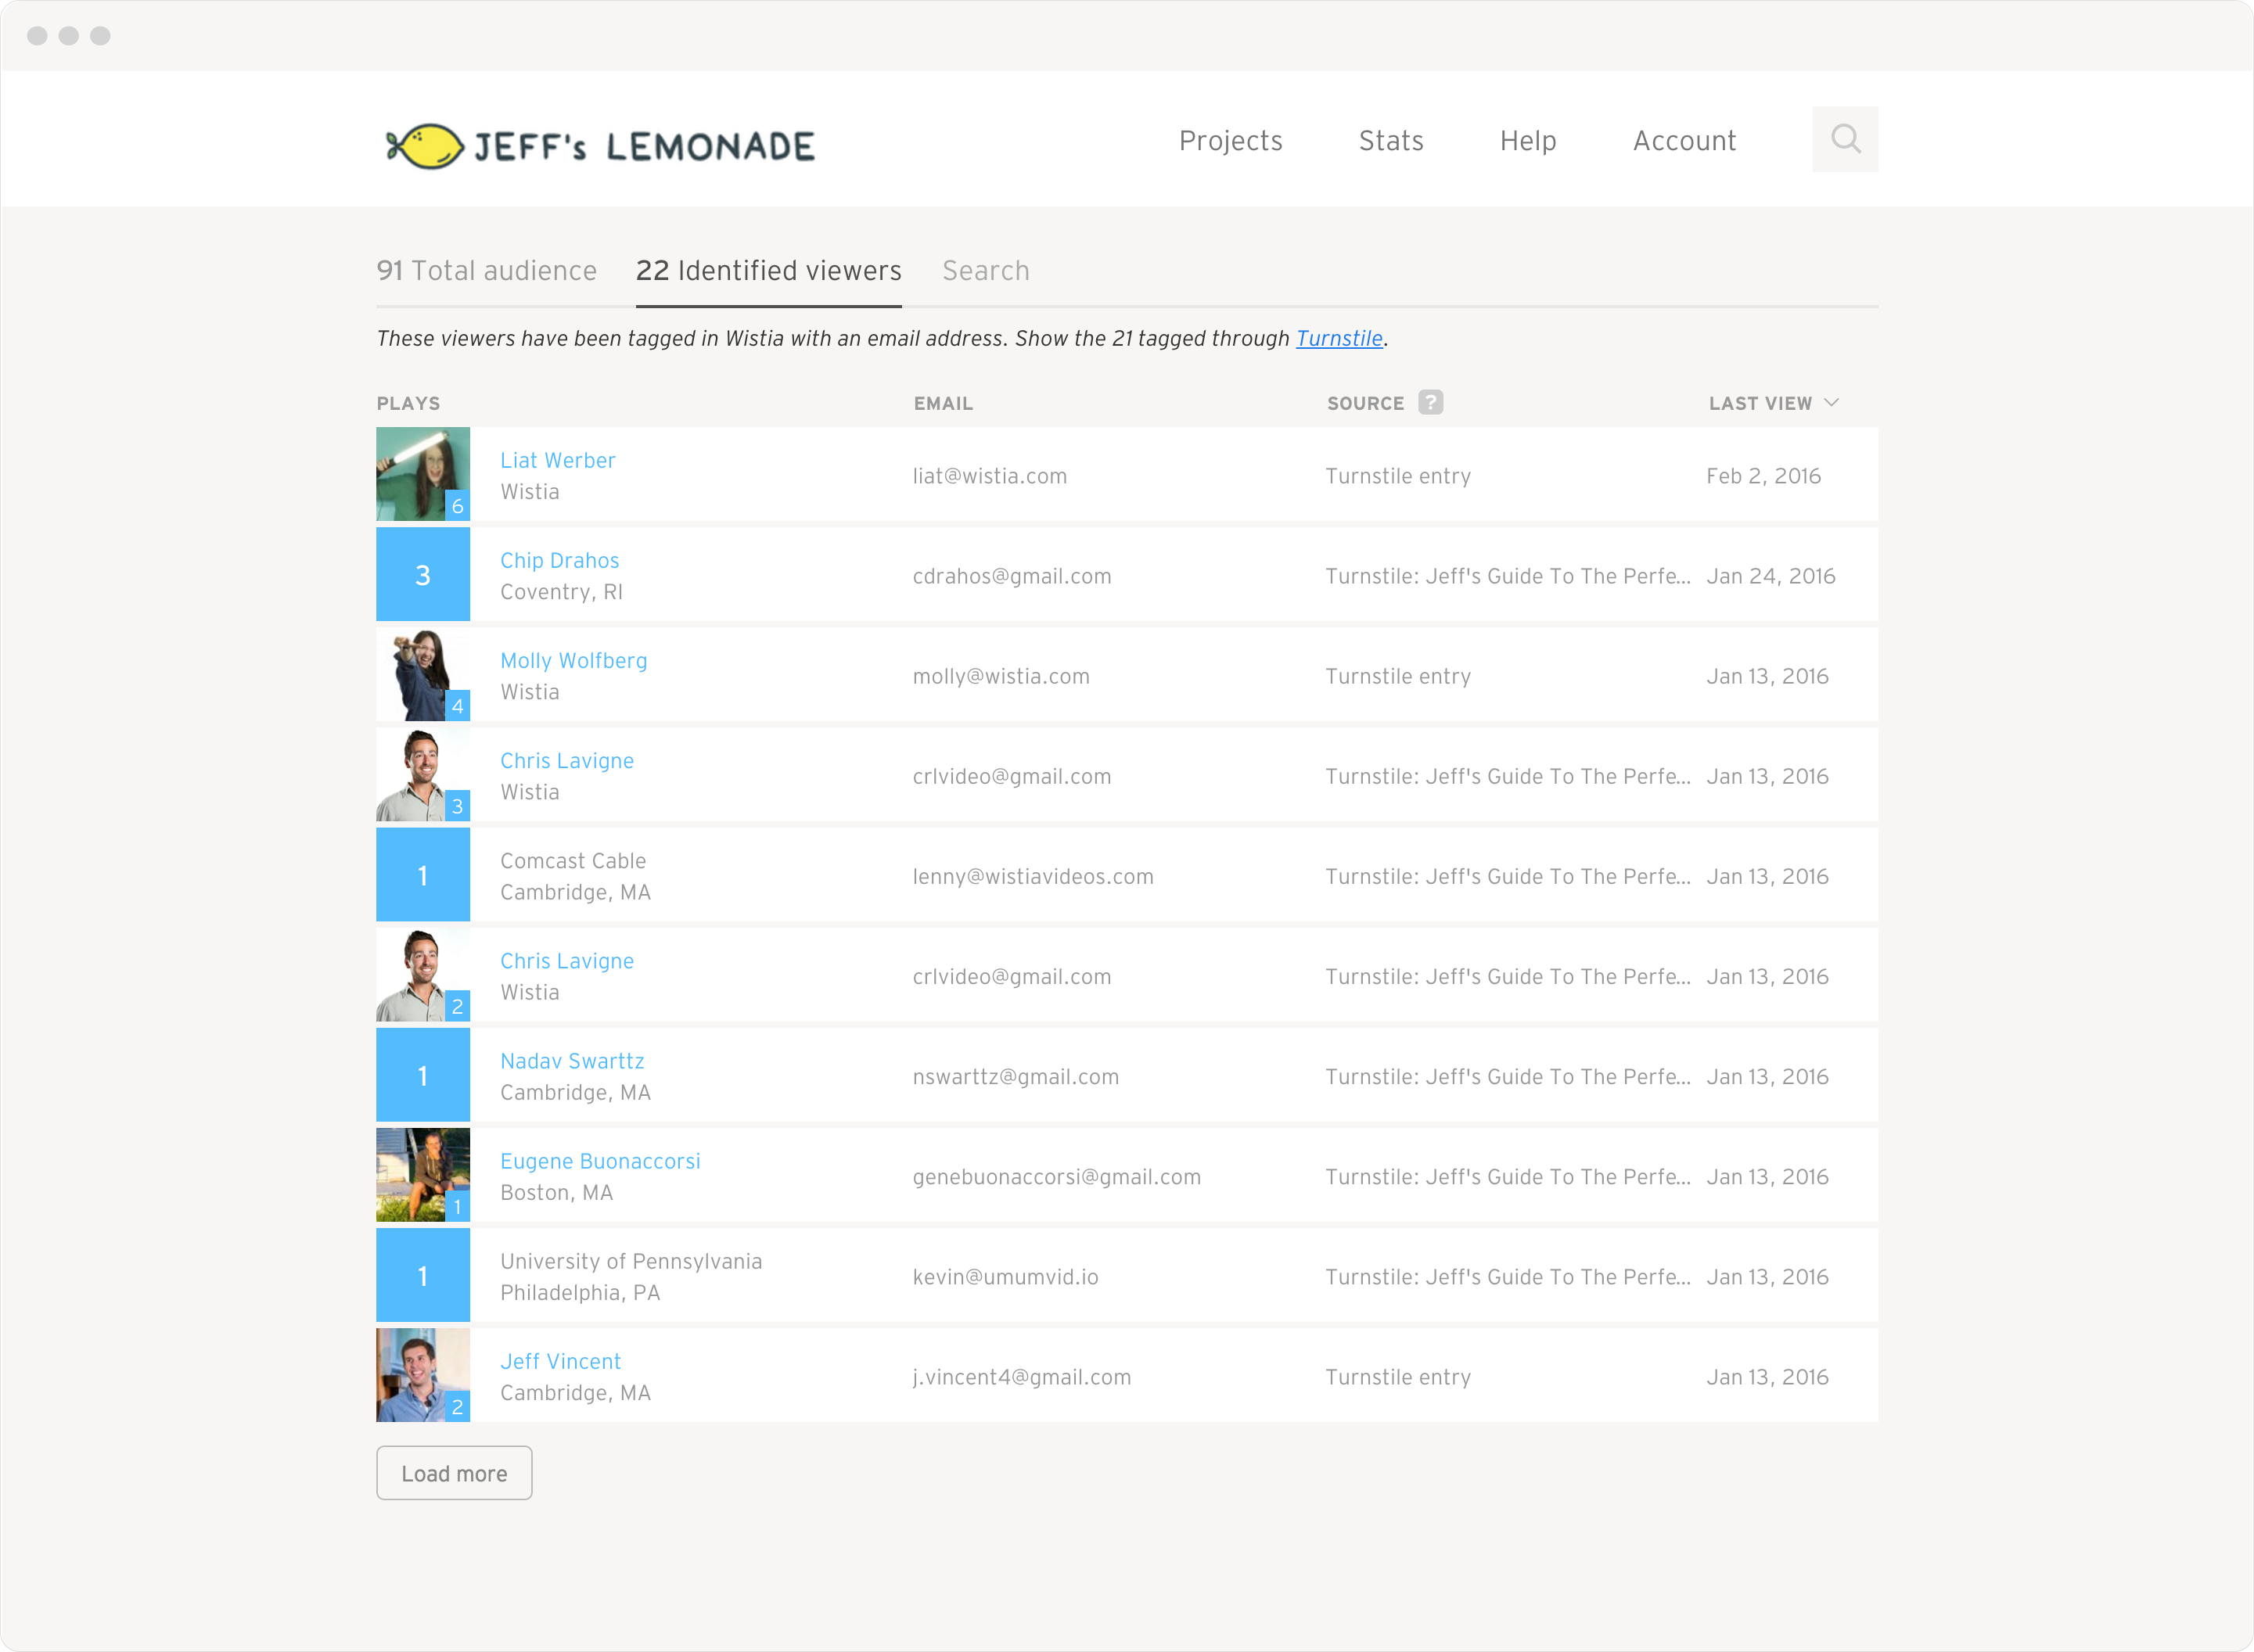 JEFF's LEMONADE
Projects Stats Help Account
91 Total audience 22 Identified viewers Search
These viewers have been tagged in Wistia with an email address. Show the 21 tagged through Turnstile.
PLAYS EMAIL SOURCE ? LAST VIEW
Liat Werber
Wistia
6
liat@wistia.com Turnstile entry Feb 2, 2016
3
Chip Drahos
Coventry, RI
cdrahos@gmail.com Turnstile: Jeff's Guide To The Perfe... Jan 24, 2016
Molly Wolfberg
Wistia
4
molly@wistia.com Turnstile entry Jan 13, 2016
Chris Lavigne
Wistia
3
crlvideo@gmail.com Turnstile: Jeff's Guide To The Perfe... Jan 13, 2016
1
Comcast Cable
Cambridge, MA
lenny@wistiavideos.com Turnstile: Jeff's Guide To The Perfe... Jan 13, 2016
Chris Lavigne
Wistia
2
crlvideo@gmail.com Turnstile: Jeff's Guide To The Perfe... Jan 13, 2016
1
Nadav Swarttz
Cambridge, MA
nswarttz@gmail.com Turnstile: Jeff's Guide To The Perfe... Jan 13, 2016
Eugene Buonaccorsi
Boston, MA
1
genebuonaccorsi@gmail.com Turnstile: Jeff's Guide To The Perfe... Jan 13, 2016
1
University of Pennsylvania
Philadelphia, PA
kevin@umumvid.io Turnstile: Jeff's Guide To The Perfe... Jan 13, 2016
Jeff Vincent
Cambridge, MA
2
j.vincent4@gmail.com Turnstile entry Jan 13, 2016
Load more